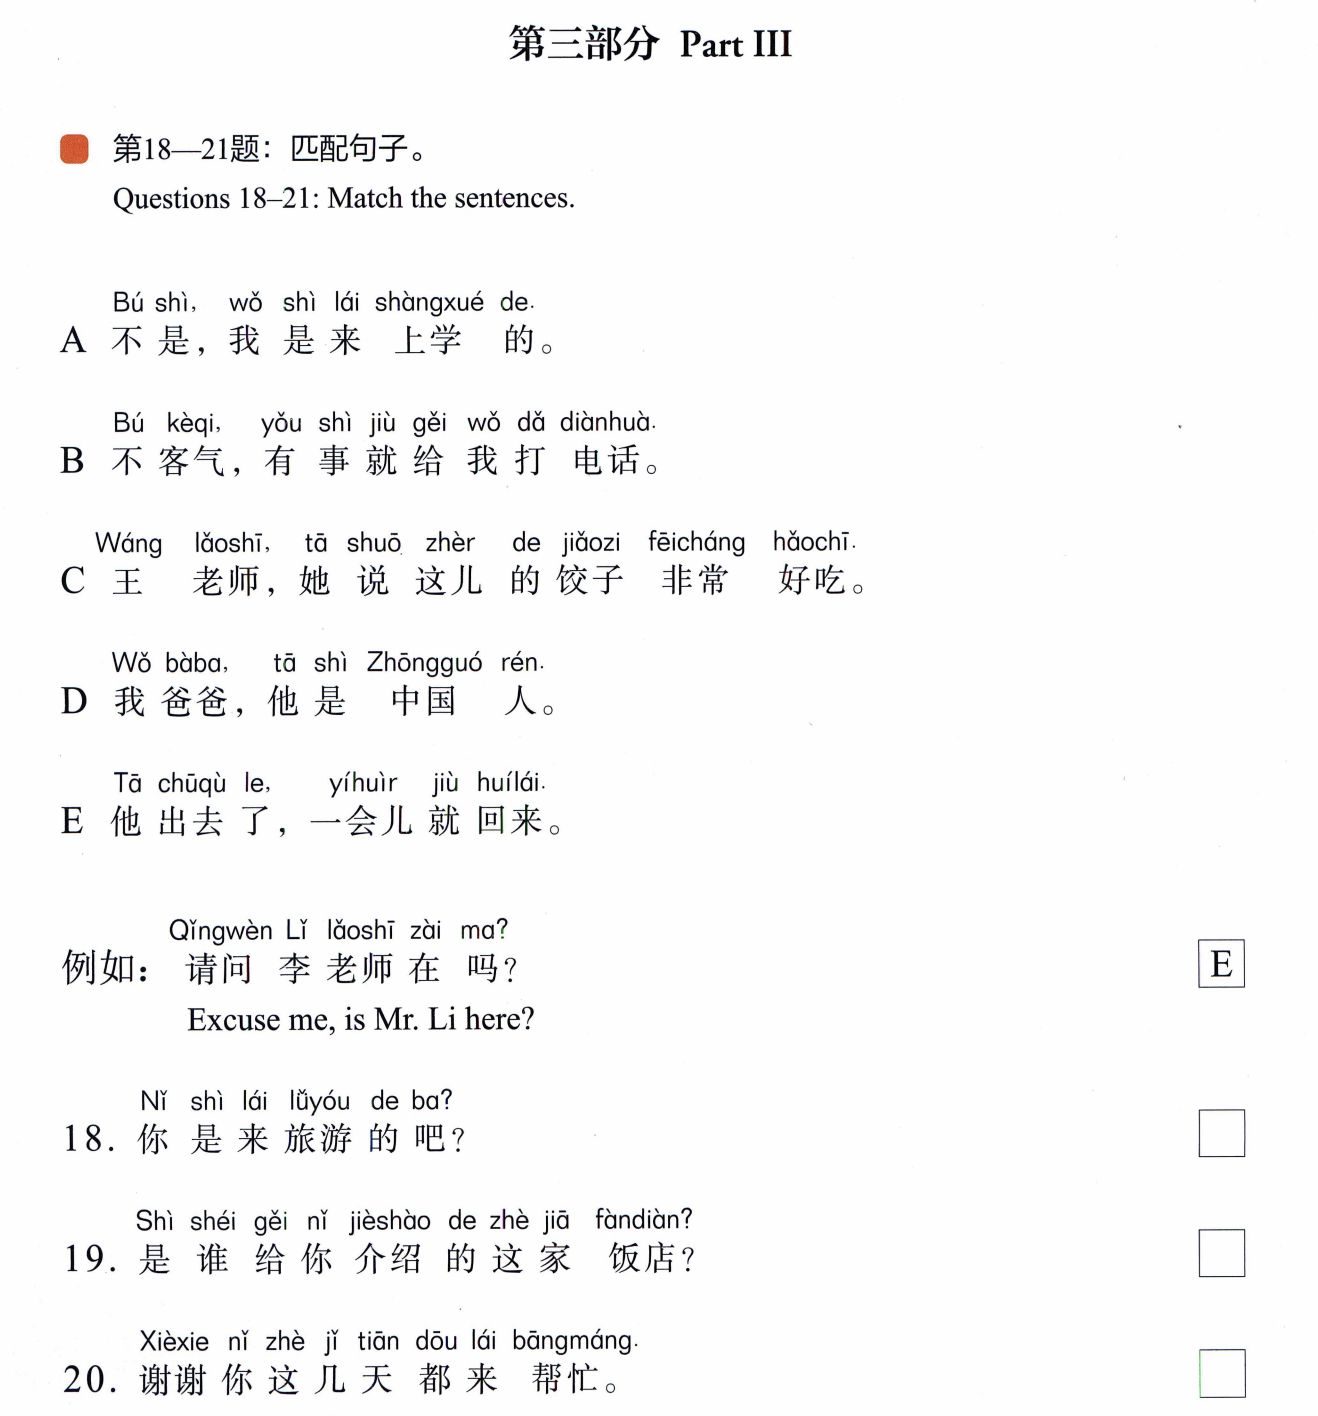 第三部分 Part III
第18—21题：匹配句子。
Questions 18–21: Match the sentences.
Bú shì, wǒ shì lái shàngxué de.
A 不是，我是来上学的。
Bú kèqi, yǒu shì jiù gěi wǒ dǎ diànhuà.
B 不客气，有事就给我打电话。
Wáng lǎoshī, tā shuō zhèr de jiǎozi fēicháng hǎochī.
C 王老师，她说这儿的饺子非常好吃。
Wǒ bàba, tā shì Zhōngguó rén.
D 我爸爸，他是中国人。
Tā chūqù le, yíhuìr jiù huílái.
E 他出去了，一会儿就回来。
Qǐngwèn Lǐ lǎoshī zài ma?
例如：请问李老师在吗？ E
Excuse me, is Mr. Li here?
Nǐ shì lái lǚyóu de ba?
18. 你是来旅游的吧？
Shì shéi gěi nǐ jièshào de zhè jiā fàndiàn?
19. 是谁给你介绍的这家饭店？
Xièxie nǐ zhè jǐ tiān dōu lái bāngmáng.
20. 谢谢你这几天都来帮忙。